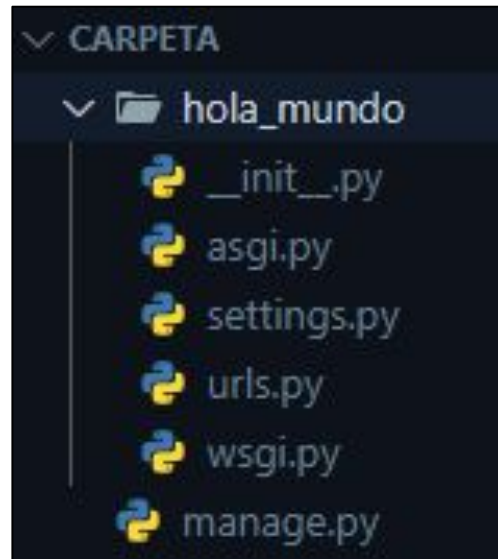 CARPETA
hola_mundo
__init__.py
asgi.py
settings.py
urls.py
wsgi.py
manage.py